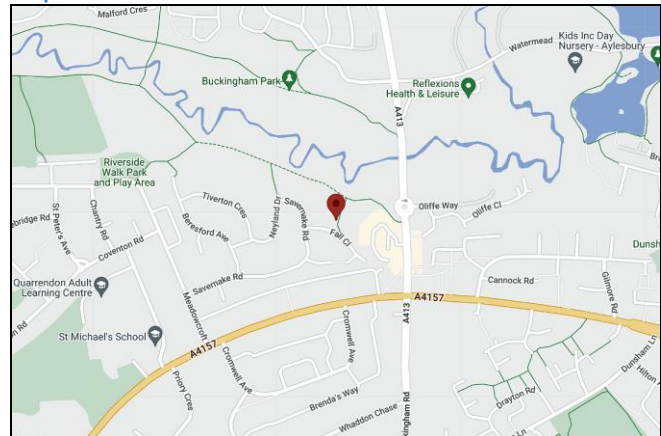 Malford Cres
Watermead
Kids Inc Day
Nursery - Aylesbury
Buckingham Park
Reflexions
Health & Leisure
A413
Riverside
Walk Park
and Play Area
Tiverton Cres
Neyland Dr
Savernake Rd
Oliffe Way
Oliffe Cl
St Peter's Ave
Chantry Rd
Beresford Ave
Fail Cl
Coventon Rd
Savernake Rd
Cannock Rd
Gilmore Rd
Quarrendon Adult
Learning Centre
Meadowcroft
A413
A4157
St Michael's School
A4157
Cromwell Ave
Cromwell Ave
Priory Cres
Brenda's Way
Drayton Rd
Dunsham Ln
Whaddon Chase